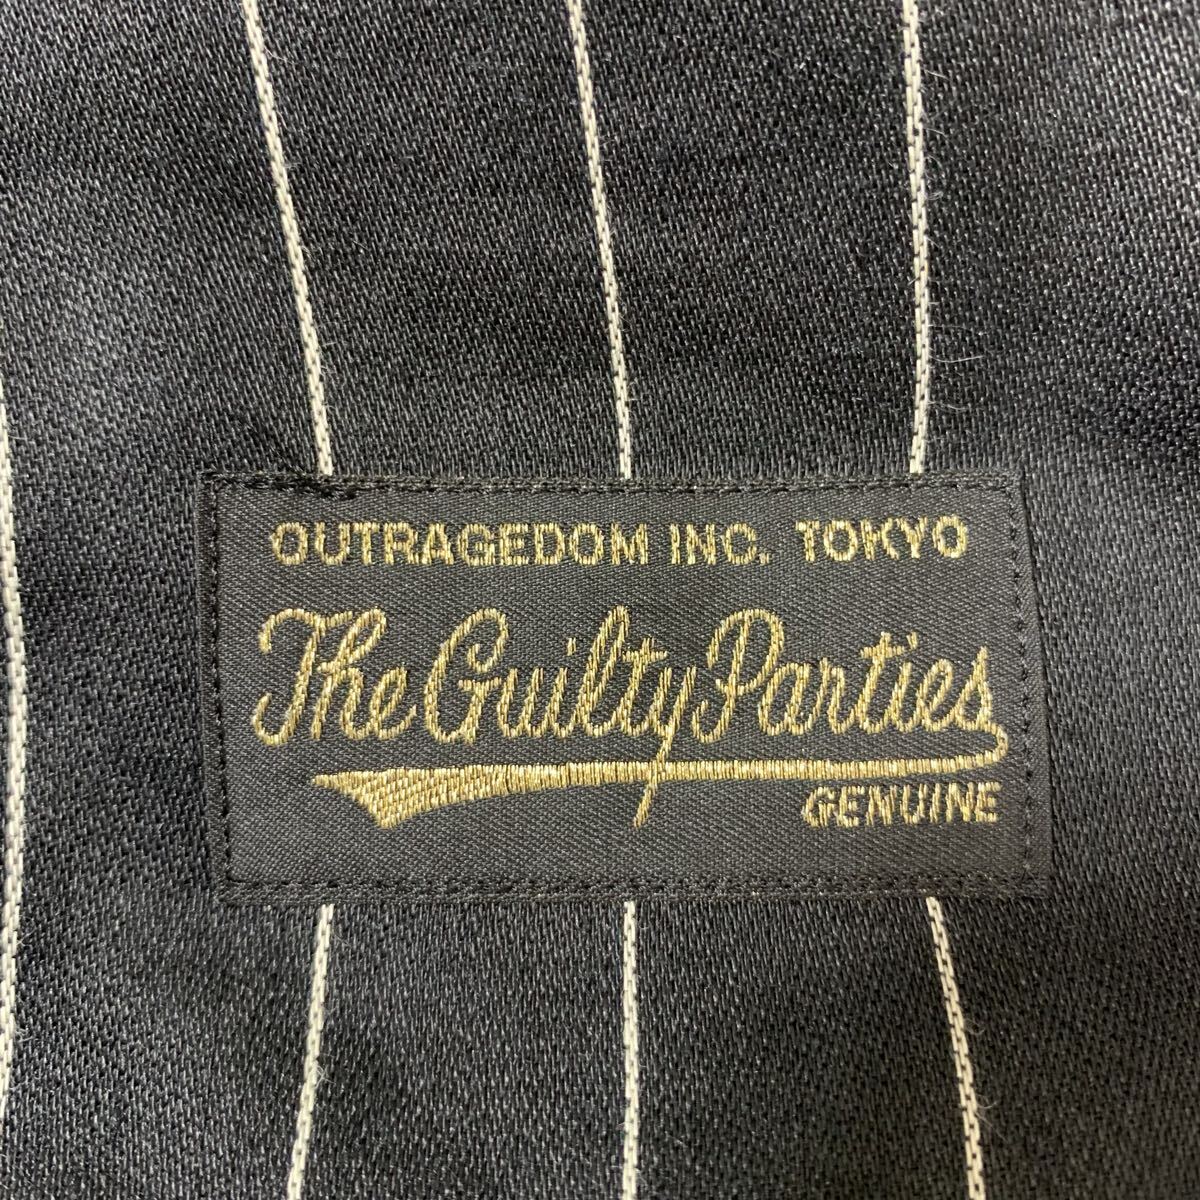 OUTRAGEDOM INC. TOKYO
The Guilty Parties
GENUINE